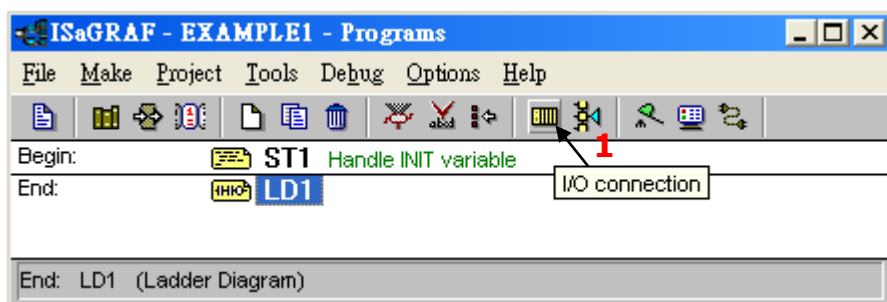 ISaGRAF - EXAMPLE1 - Programs
File Make Project Tools Debug Options Help
Begin: ST1 Handle INIT variable
1
End: LD1
I/O connection
End: LD1 (Ladder Diagram)